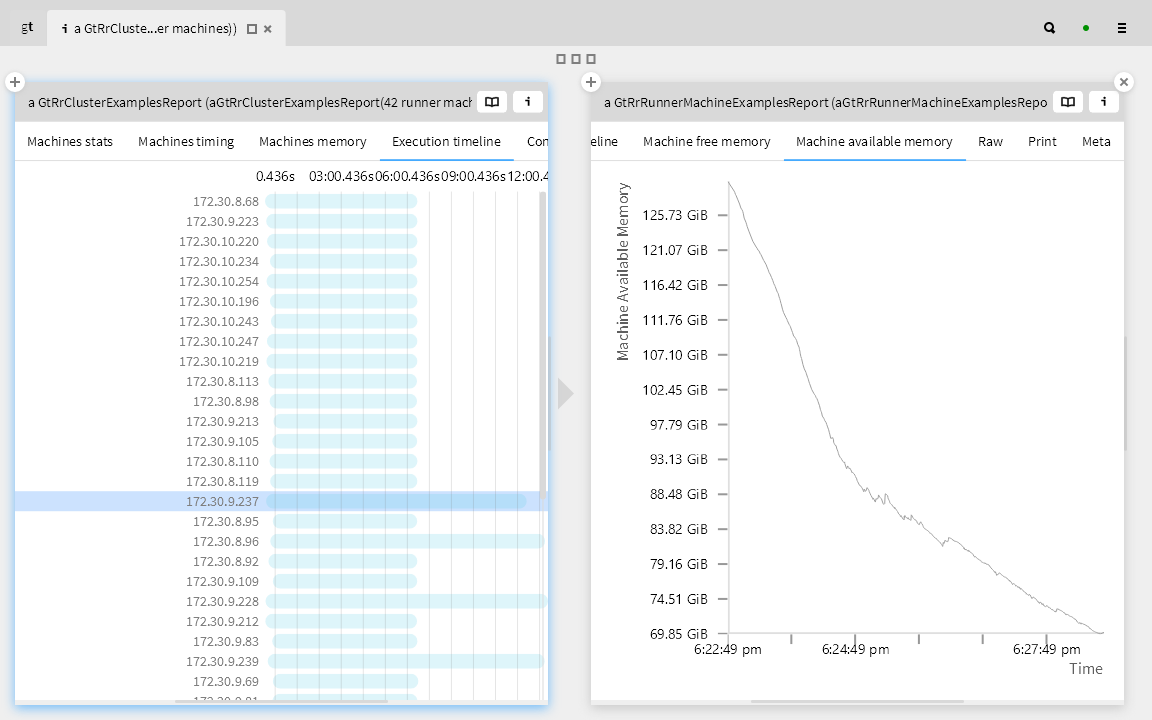 gt
i a GtRrCluste...er machines))
a GtRrClusterExamplesReport (aGtRrClusterExamplesReport(42 runner mach
i
Machines stats Machines timing Machines memory Execution timeline Con
0.436s 03:00.436s 06:00.436s 09:00.436s 12:00.4
172.30.8.68
172.30.9.223
172.30.10.220
172.30.10.234
172.30.10.254
172.30.10.196
172.30.10.243
172.30.10.247
172.30.10.219
172.30.8.113
172.30.8.98
172.30.9.213
172.30.9.105
172.30.8.110
172.30.8.119
172.30.9.237
172.30.8.95
172.30.8.96
172.30.8.92
172.30.9.109
172.30.9.228
172.30.9.212
172.30.9.83
172.30.9.239
172.30.9.69
a GtRrRunnerMachineExamplesReport (aGtRrRunnerMachineExamplesRepo
i
eline Machine free memory Machine available memory Raw Print Meta
Machine Available Memory
125.73 GiB
121.07 GiB
116.42 GiB
111.76 GiB
107.10 GiB
102.45 GiB
97.79 GiB
93.13 GiB
88.48 GiB
83.82 GiB
79.16 GiB
74.51 GiB
69.85 GiB
6:22:49 pm 6:24:49 pm 6:27:49 pm
Time